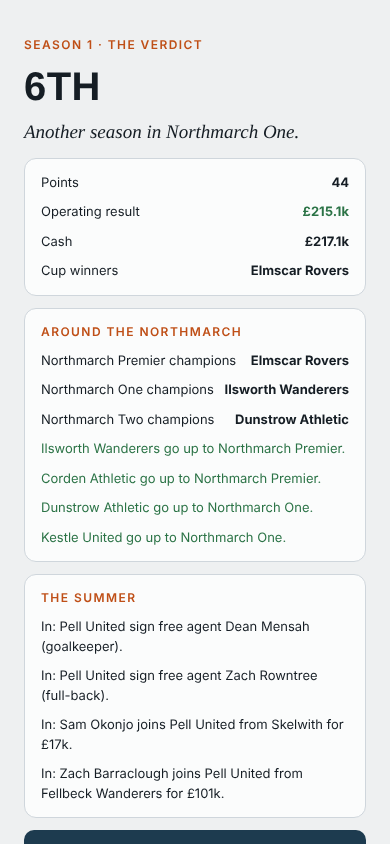 SEASON 1 · THE VERDICT
6TH
Another season in Northmarch One.
Points 44
Operating result £215.1k
Cash £217.1k
Cup winners Elmscar Rovers
AROUND THE NORTHMARCH
Northmarch Premier champions Elmscar Rovers
Northmarch One champions Ilsworth Wanderers
Northmarch Two champions Dunstrow Athletic
Ilsworth Wanderers go up to Northmarch Premier.
Corden Athletic go up to Northmarch Premier.
Dunstrow Athletic go up to Northmarch One.
Kestle United go up to Northmarch One.
THE SUMMER
In: Pell United sign free agent Dean Mensah
(goalkeeper).
In: Pell United sign free agent Zach Rowntree
(full-back).
In: Sam Okonjo joins Pell United from Skelwith for
£17k.
In: Zach Barraclough joins Pell United from
Fellbeck Wanderers for £101k.